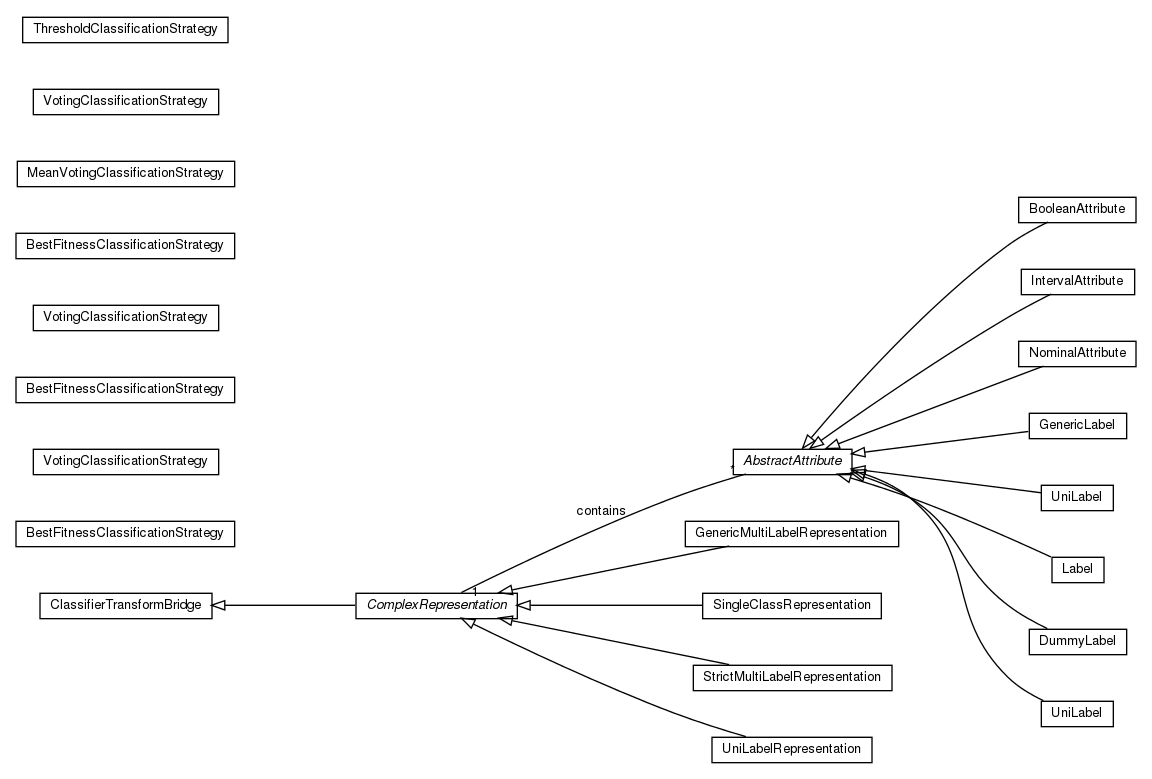 ThresholdClassificationStrategy
VotingClassificationStrategy
MeanVotingClassificationStrategy
BooleanAttribute
BestFitnessClassificationStrategy
IntervalAttribute
VotingClassificationStrategy
NominalAttribute
BestFitnessClassificationStrategy
GenericLabel
VotingClassificationStrategy
AbstractAttribute
*
UniLabel
contains
BestFitnessClassificationStrategy
GenericMultiLabelRepresentation
Label
1
ClassifierTransformBridge
ComplexRepresentation
SingleClassRepresentation
DummyLabel
StrictMultiLabelRepresentation
UniLabel
UniLabelRepresentation